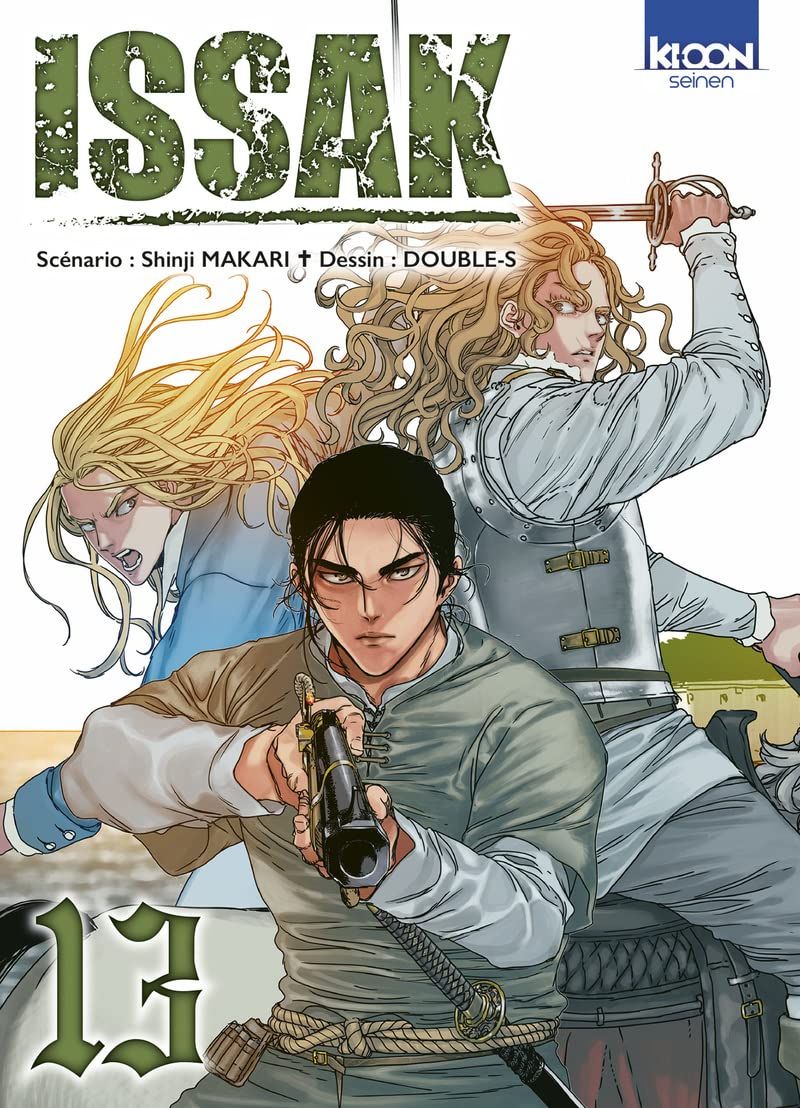 ISSAK
KI-OON
seinen
Scénario : Shinji MAKARI ✝ Dessin : DOUBLE-S
13